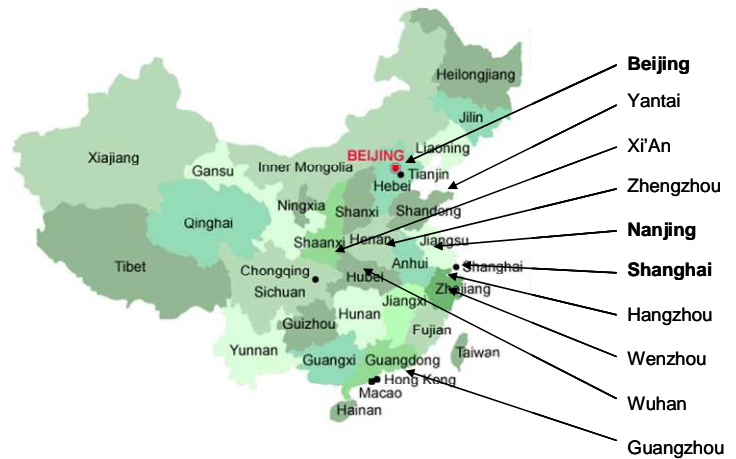 Heilongjiang
Jilin
Liaoning
BEIJING
Xiajiang
Gansu
Inner Mongolia
Tianjin
Hebei
Ningxia
Shanxi
Shandong
Qinghai
Shaanxi
Henan
Jiangsu
Tibet
Chongqing
Sichuan
Hubei
Anhui
Shanghai
Zhejiang
Jiangxi
Hunan
Guizhou
Fujian
Yunnan
Guangxi
Guangdong
Taiwan
Hong Kong
Macao
Hainan
Beijing
Yantai
Xi'An
Zhengzhou
Nanjing
Shanghai
Hangzhou
Wenzhou
Wuhan
Guangzhou